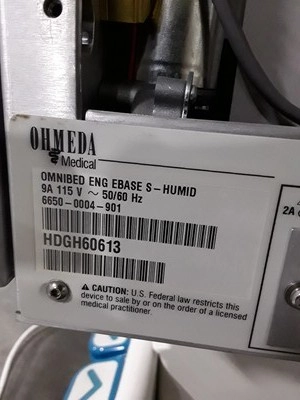 OHMEDA
Medical
OMNIBED ENG EBASE S-HUMID
9A 115 V ~ 50/60 Hz
6650-0004-901
HDGH60613
⚠ CAUTION: U.S. Federal law restricts this
device to sale by or on the order of a licensed
medical practitioner.
2A